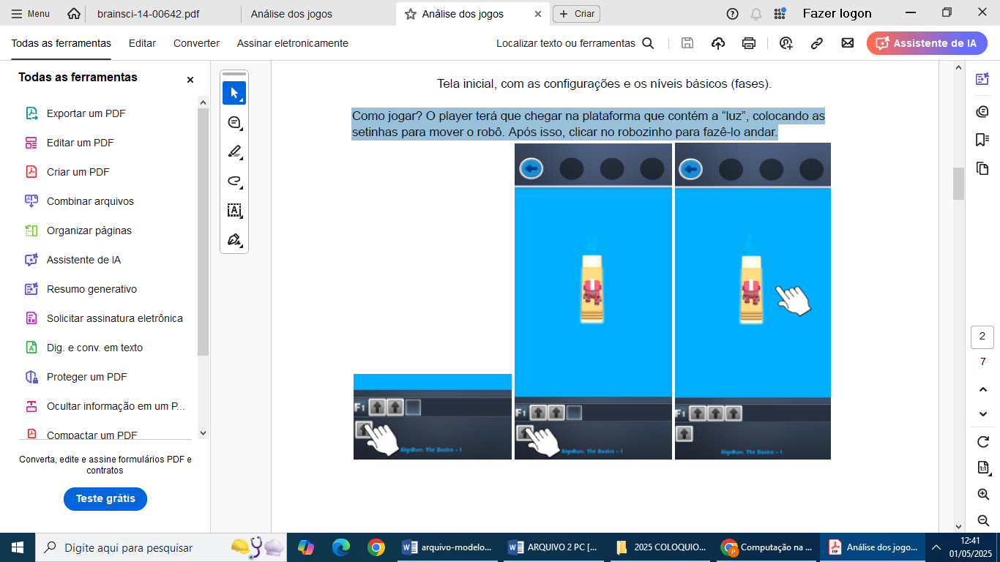 Menu
brainsci-14-00642.pdf
Análise dos jogos
Análise dos jogos
Criar
Fazer logon
Todas as ferramentas
Editar
Converter
Assinar eletronicamente
Localizar texto ou ferramentas
Assistente de IA
Todas as ferramentas
Exportar um PDF
Editar um PDF
Criar um PDF
Combinar arquivos
Organizar páginas
Assistente de IA
Resumo generativo
Solicitar assinatura eletrônica
Dig. e conv. em texto
Proteger um PDF
Ocultar informação em um P...
Compactar um PDF
Converta, edite e assine formulários PDF e
contratos
Teste grátis
Tela inicial, com as configurações e os níveis básicos (fases).
Como jogar? O player terá que chegar na plataforma que contém a “luz”, colocando as
setinhas para mover o robô. Após isso, clicar no robozinho para fazê-lo andar.
F1
AlgoRun: The Basics - 1
F1
AlgoRun: The Basics - 1
F1
AlgoRun: The Basics - 1
2
7
1:1
Digite aqui para pesquisar
arquivo-modelo...
ARQUIVO 2 PC [...
2025 COLOQUIO...
Computação na ...
Análise dos jogo...
12:41
01/05/2025